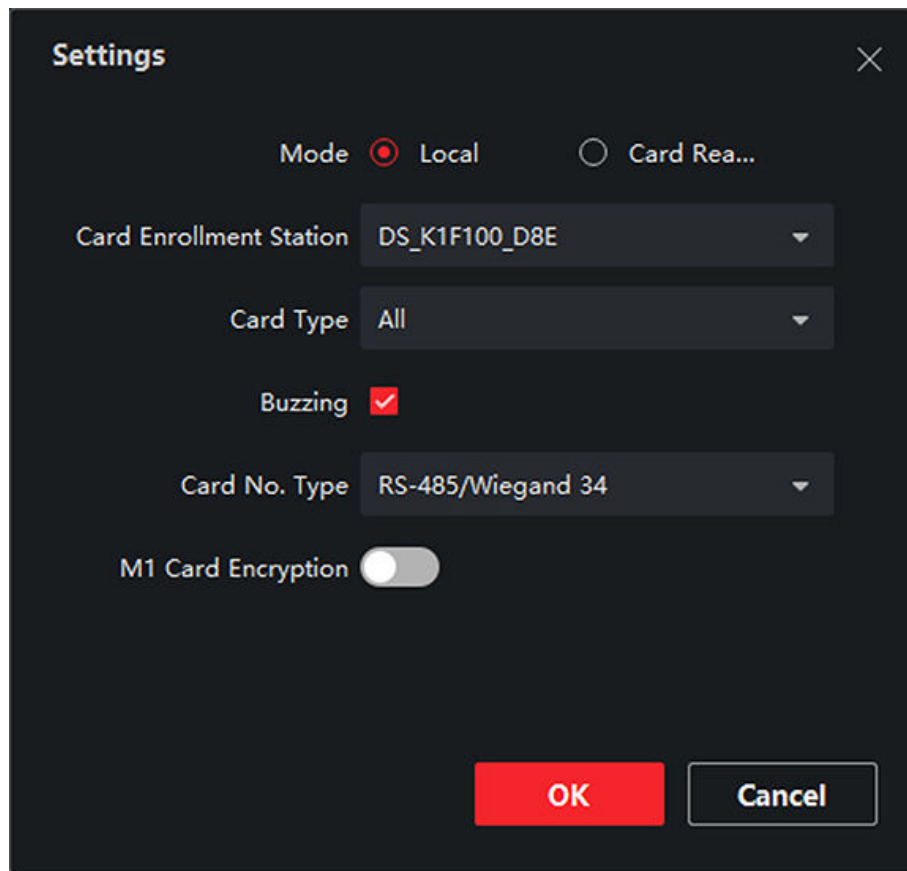 Settings
Mode Local Card Rea...
Card Enrollment Station DS_K1F100_D8E
Card Type All
Buzzing
Card No. Type RS-485/Wiegand 34
M1 Card Encryption
OK Cancel